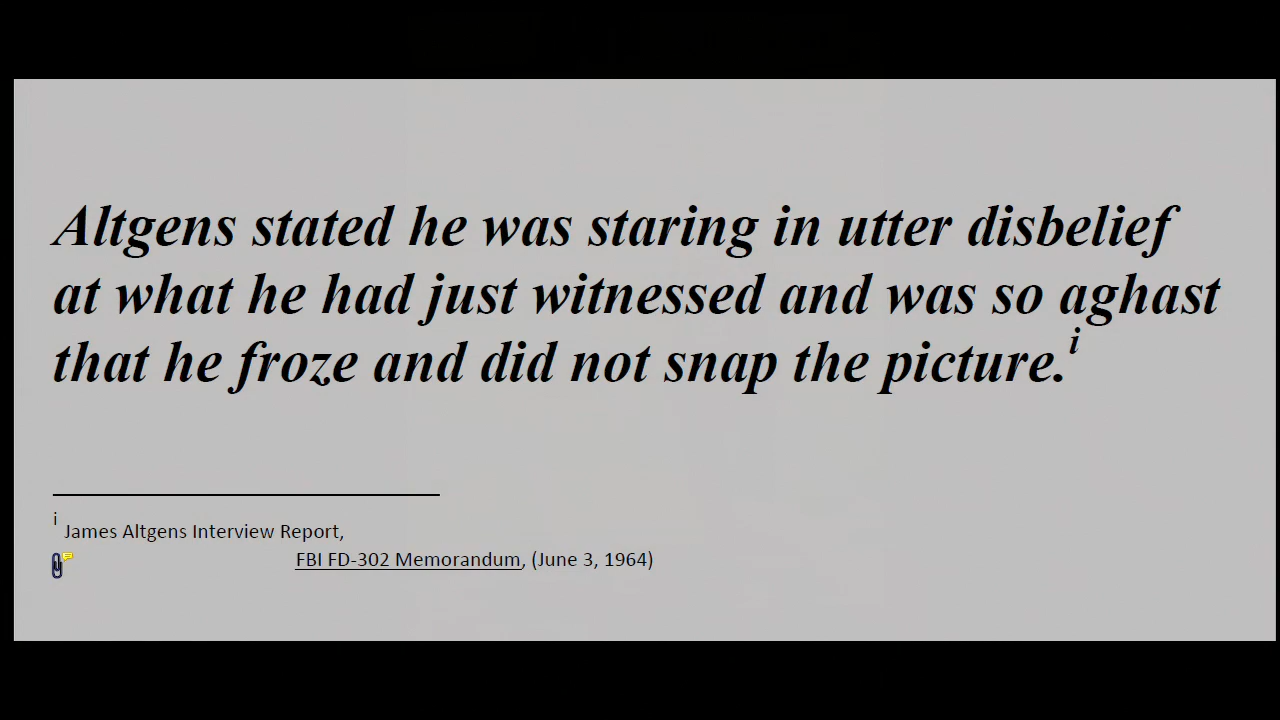 Altgens stated he was staring in utter disbelief
at what he had just witnessed and was so aghast
that he froze and did not snap the picture.i
i James Altgens Interview Report,
FBI FD-302 Memorandum, (June 3, 1964)